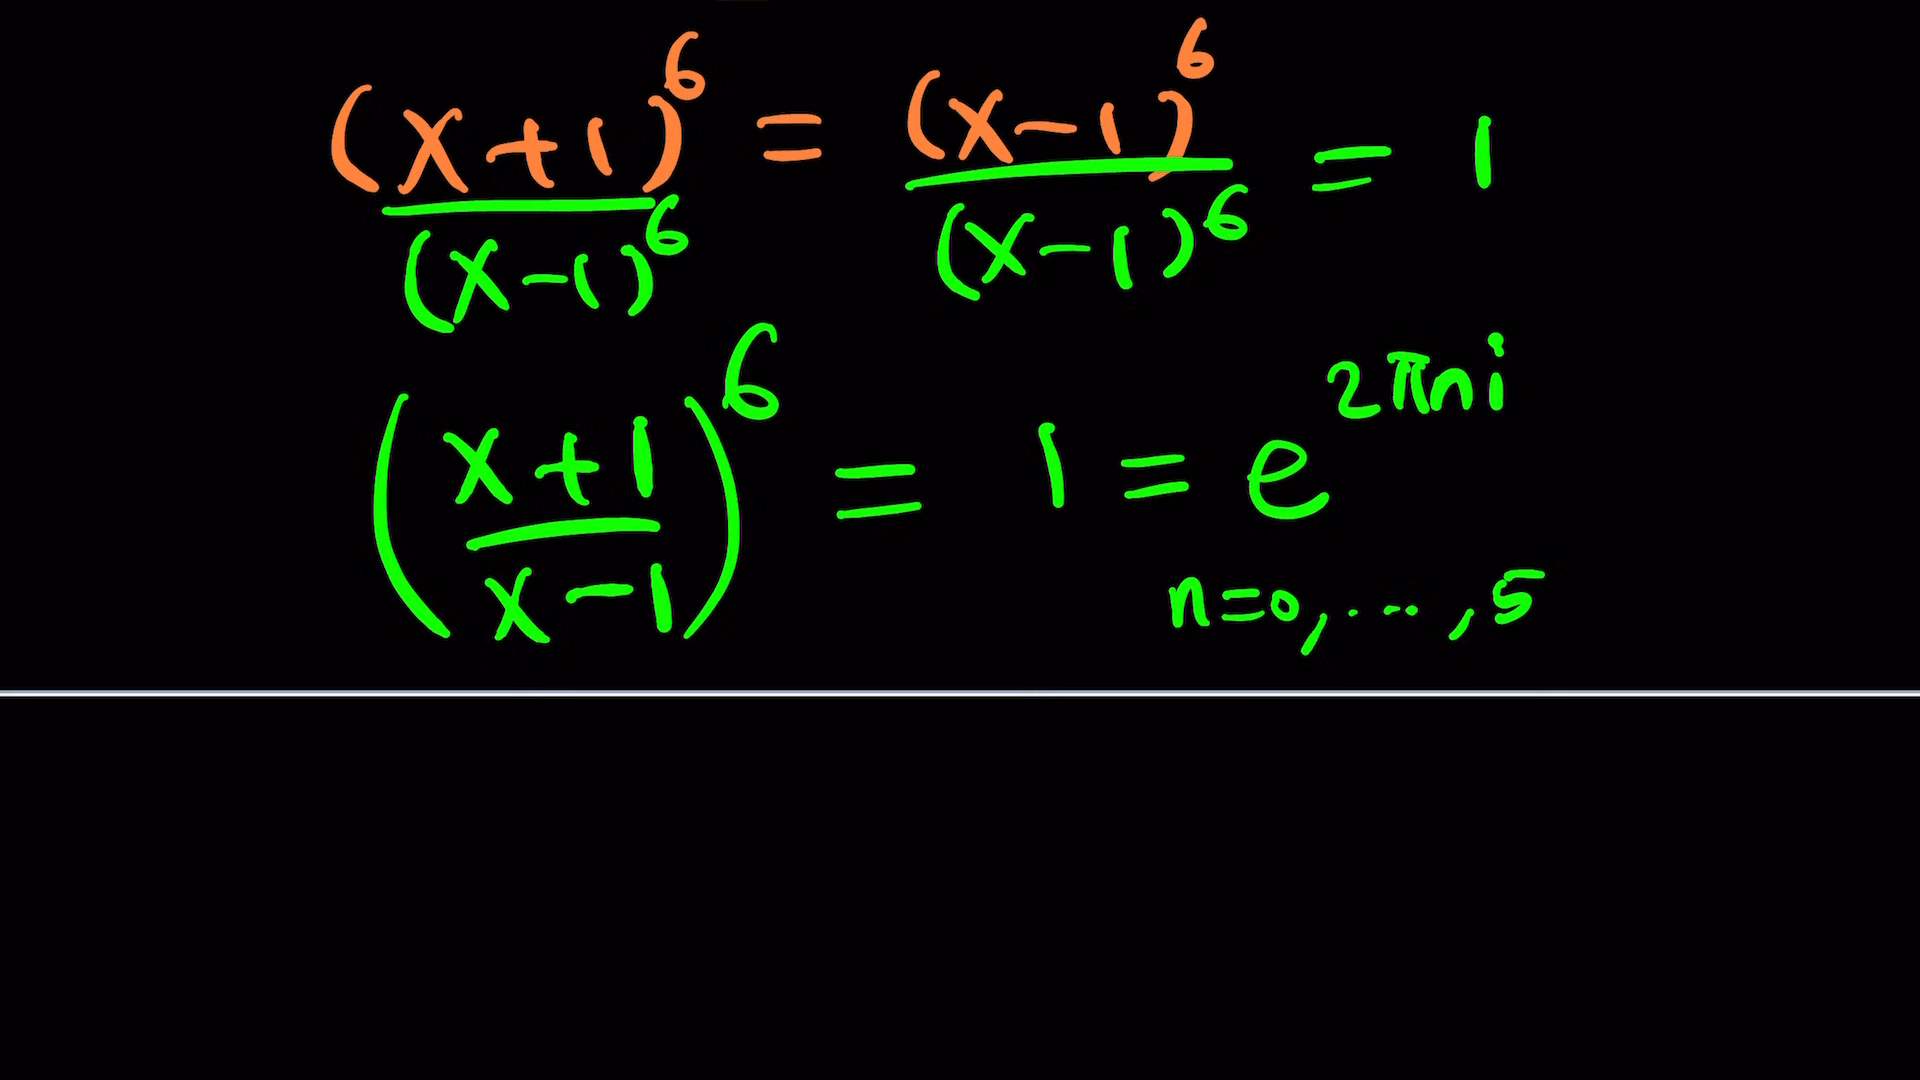 (x+1)^6/(x-1)^6 = (x-1)^6/(x-1)^6 = 1
((x+1)/(x-1))^6 = 1 = e^{2πni}
n=0,...,5